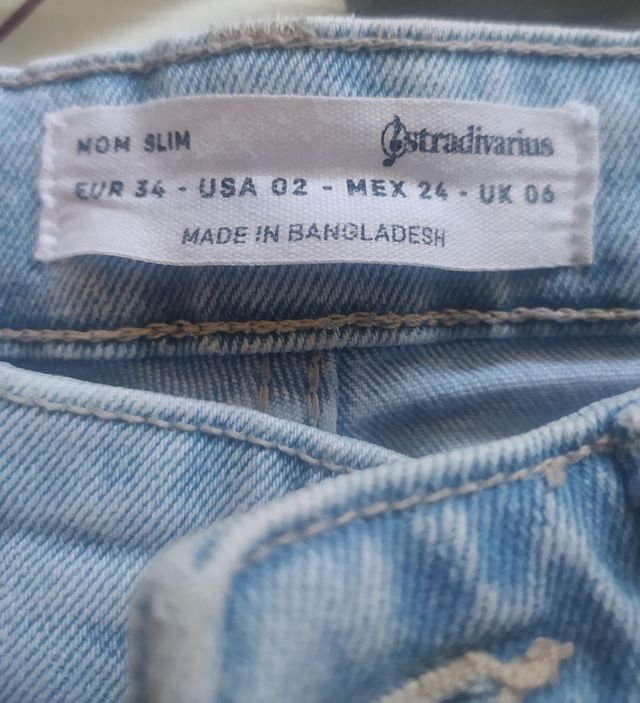 MOM SLIM stradivarius
EUR 34 - USA 02 - MEX 24 - UK 06
MADE IN BANGLADESH